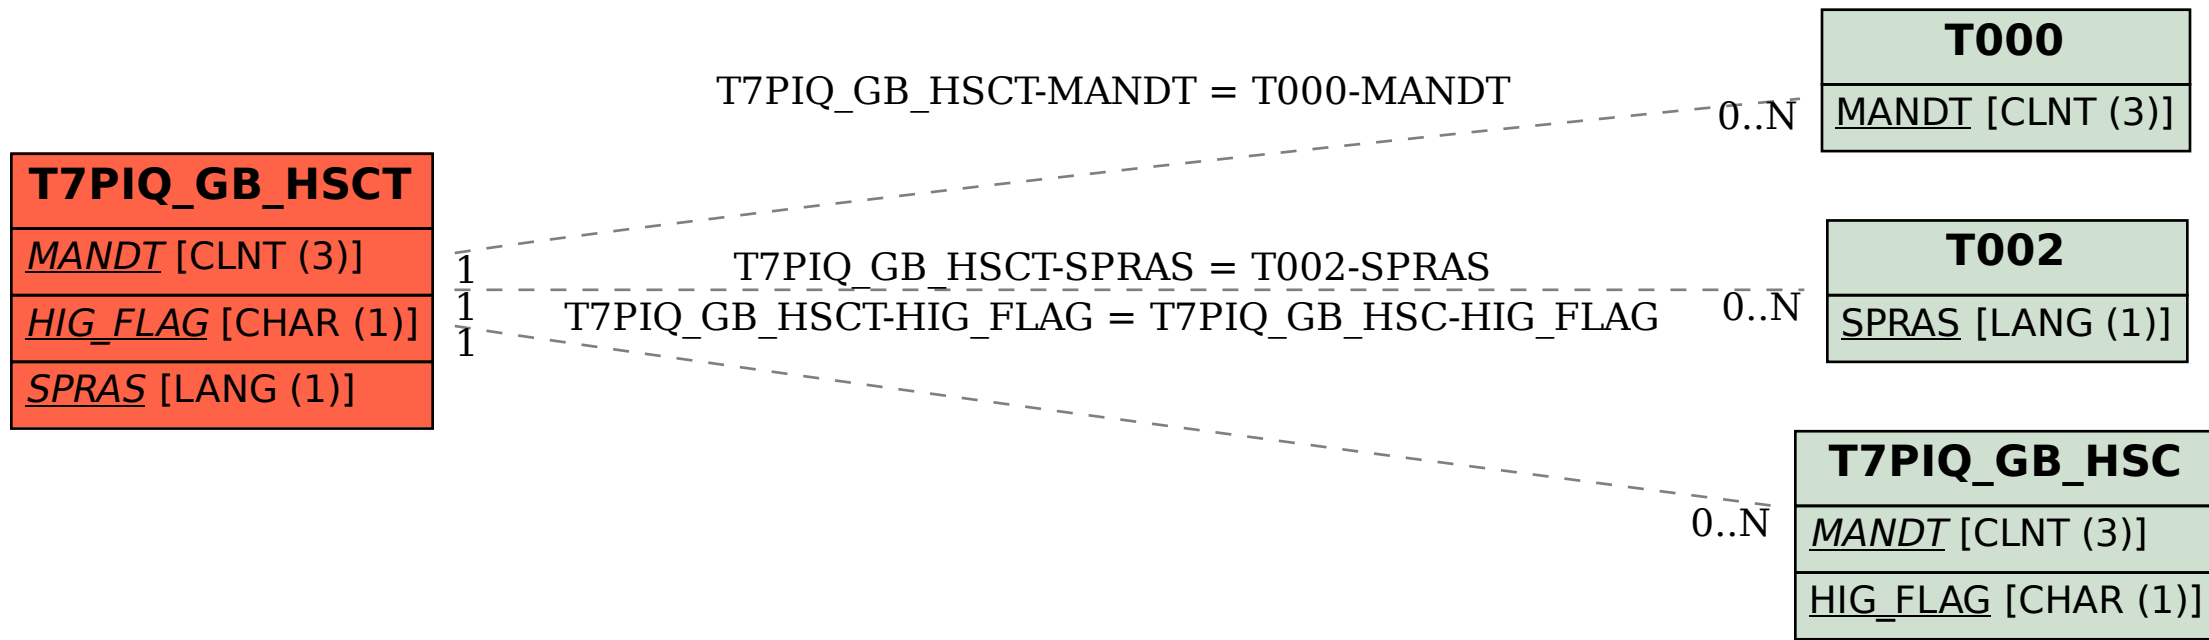 T7PIQ_GB_HSCT
MANDT [CLNT (3)]
HIG_FLAG [CHAR (1)]
SPRAS [LANG (1)]
T7PIQ_GB_HSCT-MANDT = T000-MANDT
0..N
1
T7PIQ_GB_HSCT-SPRAS = T002-SPRAS
0..N
1
T7PIQ_GB_HSCT-HIG_FLAG = T7PIQ_GB_HSC-HIG_FLAG
0..N
1
T000
MANDT [CLNT (3)]
T002
SPRAS [LANG (1)]
T7PIQ_GB_HSC
MANDT [CLNT (3)]
HIG_FLAG [CHAR (1)]